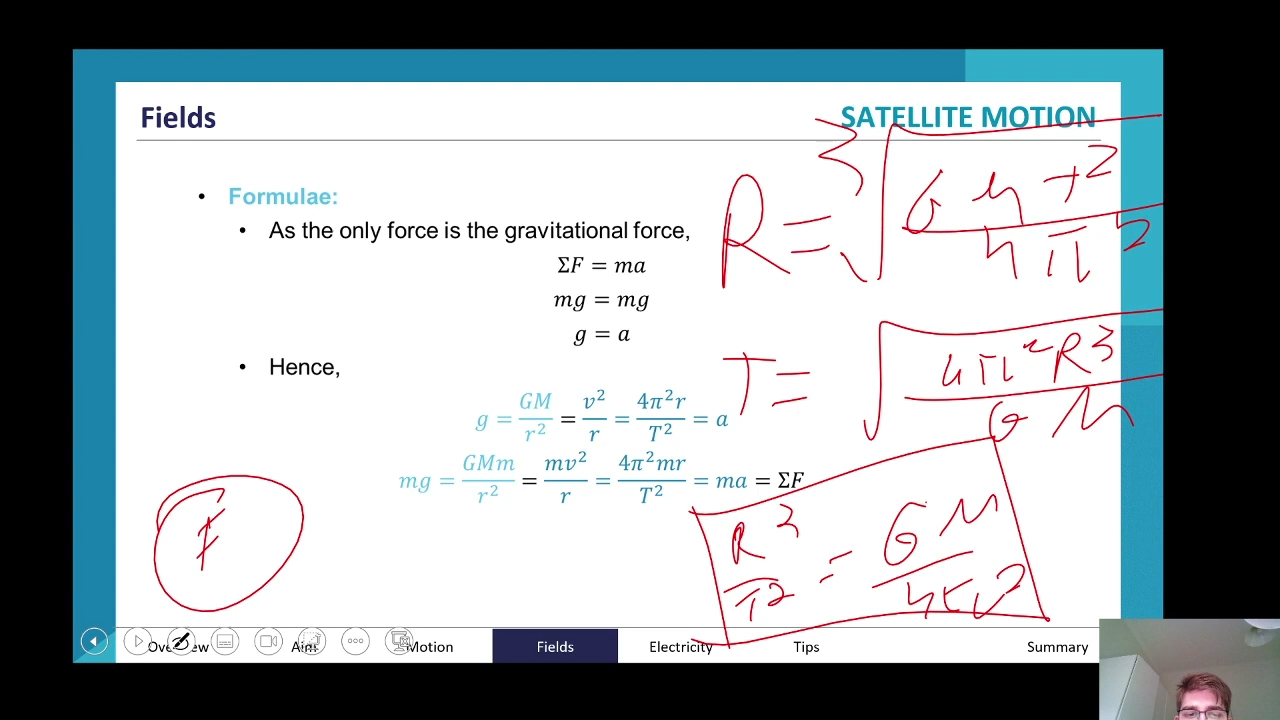 Fields
SATELLITE MOTION
• Formulae:
• As the only force is the gravitational force,
ΣF = ma
mg = mg
g = a
• Hence,
g = GM/r² = v²/r = 4π²r/T² = a
mg = GMm/r² = mv²/r = 4π²mr/T² = ma = ΣF
R = ∛(GMT²/4π²)
T = √(4π²R³/GM)
R³/T² = GM/4π²
F
Overview Aims Motion Fields Electricity Tips Summary